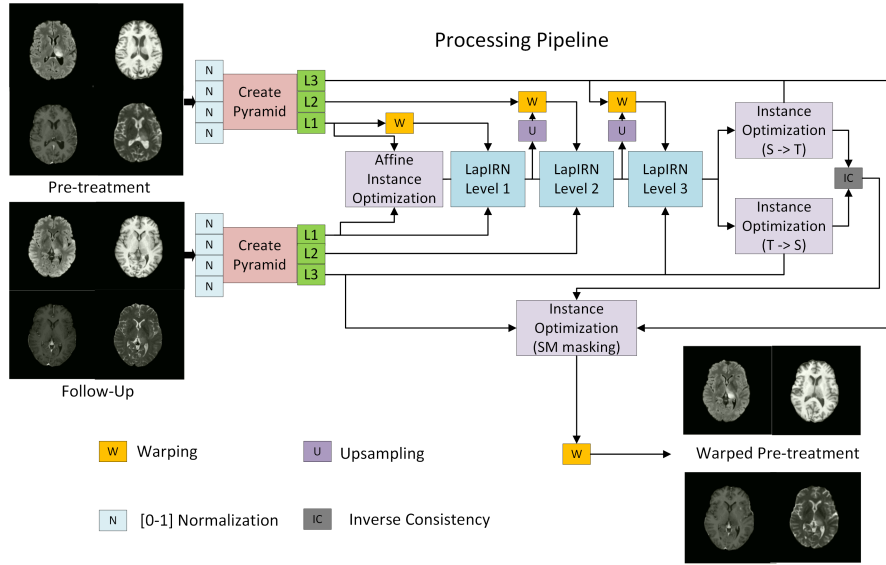 Processing Pipeline
N
N
N
N
Create
Pyramid
L3
L2
L1
W
W
W
U
U
Affine
Instance
Optimization
LapIRN
Level 1
LapIRN
Level 2
LapIRN
Level 3
Instance
Optimization
(S -> T)
IC
Instance
Optimization
(T -> S)
Pre-treatment
N
N
N
N
Create
Pyramid
L1
L2
L3
Instance
Optimization
(SM masking)
Follow-Up
W
Warped Pre-treatment
W Warping
U Upsampling
N [0-1] Normalization
IC Inverse Consistency